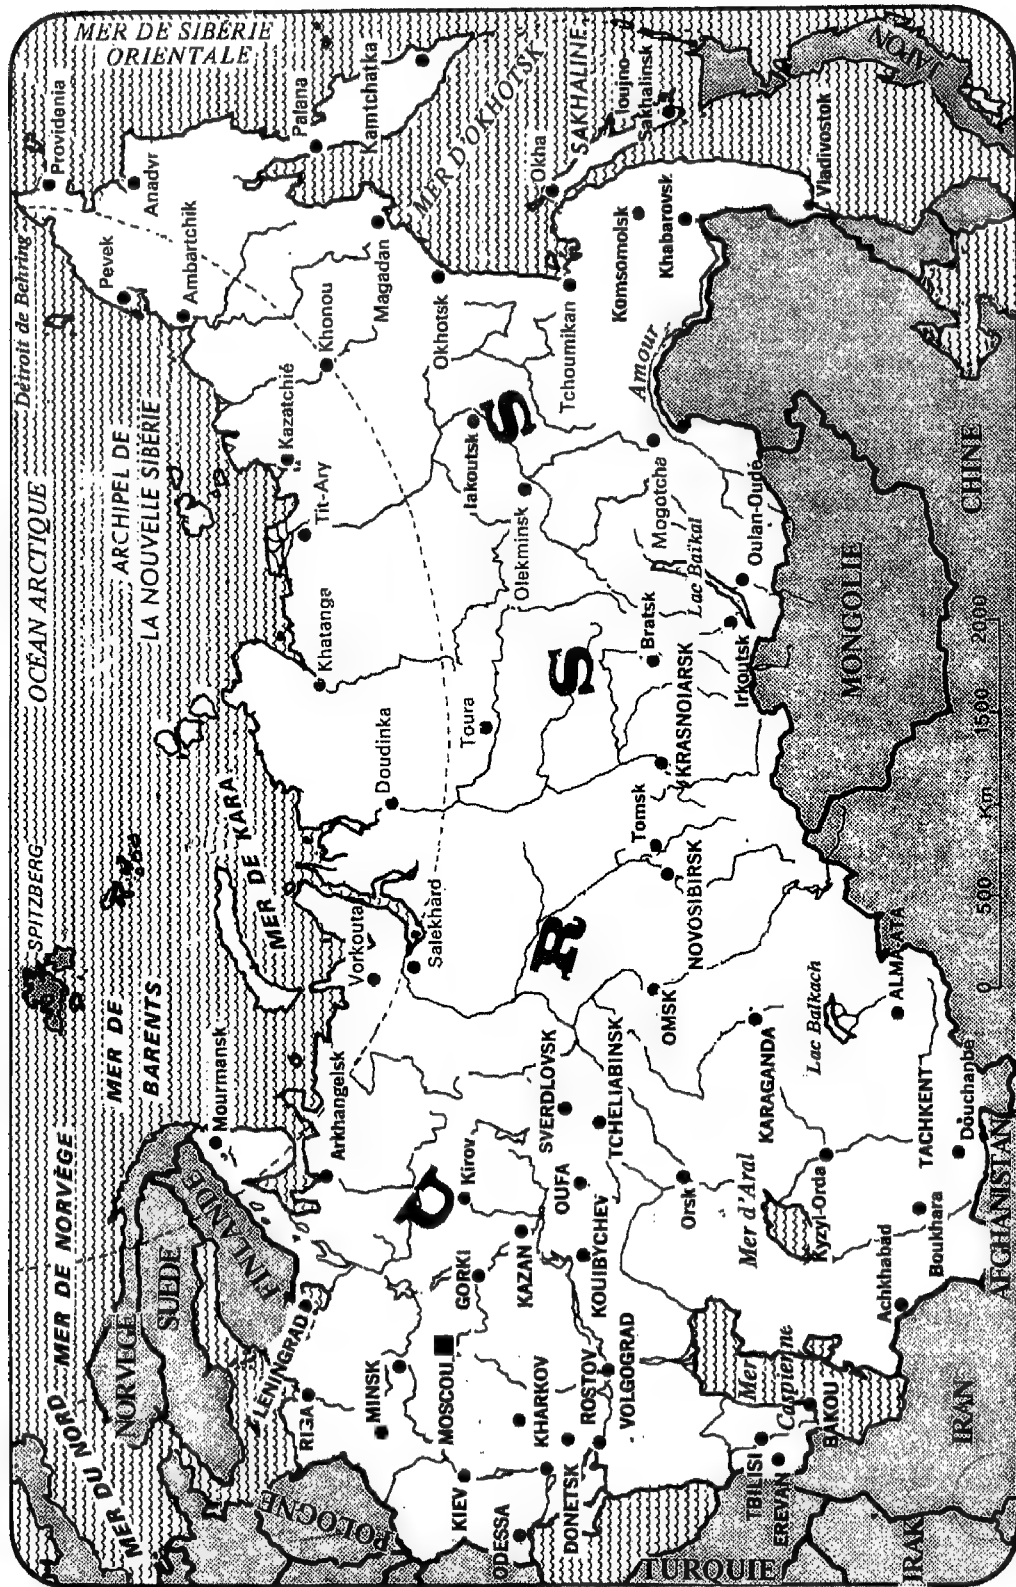 MER DE SIBÉRIE
ORIENTALE
Détroit de Behring
Providenia
Anadyr
Pevek
Ambartchik
Palana
Kamtchatka
MER D'OKHOTSK
Okha
SAKHALINE
Ioujno-
Sakhalinsk
JAPON
Vladivostok
Khabarovsk
Komsomolsk
Tchoumikan
Okhotsk
Magadan
Khonou
Kazatchié
Tit-Ary
Iakoutsk
Olekminsk
Amour
Mogotcha
Oulan-Oudé
Lac Baïkal
Irkoutsk
Bratsk
OCÉAN ARCTIQUE
ARCHIPEL DE
LA NOUVELLE SIBÉRIE
Khatanga
Doudinka
Toura
KRASNOIARSK
Tomsk
NOVOSIBIRSK
CHINE
MONGOLIE
SPITZBERG
MER DE KARA
MER DE
BARENTS
Vorkouta
Salekhard
Mourmansk
Arkhangelsk
U R S S
SVERDLOVSK
TCHELIABINSK
OMSK
KARAGANDA
Lac Balkach
ALMA-ATA
Kirov
OUFA
Orsk
KOUIBYCHEV
KAZAN
GORKI
Mer d'Aral
Kzyzl-Orda
TACHKENT
Douchanbe
Boukhara
Achkhabad
AFGHANISTAN
MER DE NORVÈGE
MER DU NORD
NORVEGE
SUEDE
FINLANDE
LENINGRAD
RIGA
MINSK
MOSCOU
KHARKOV
ROSTOV
VOLGOGRAD
KIEV
ODESSA
DONETSK
POLOGNE
Mer
Caspienne
BAKOU
TBILISI
EREVAN
TURQUIE
IRAK
IRAN
0 500 Km 1500 2000